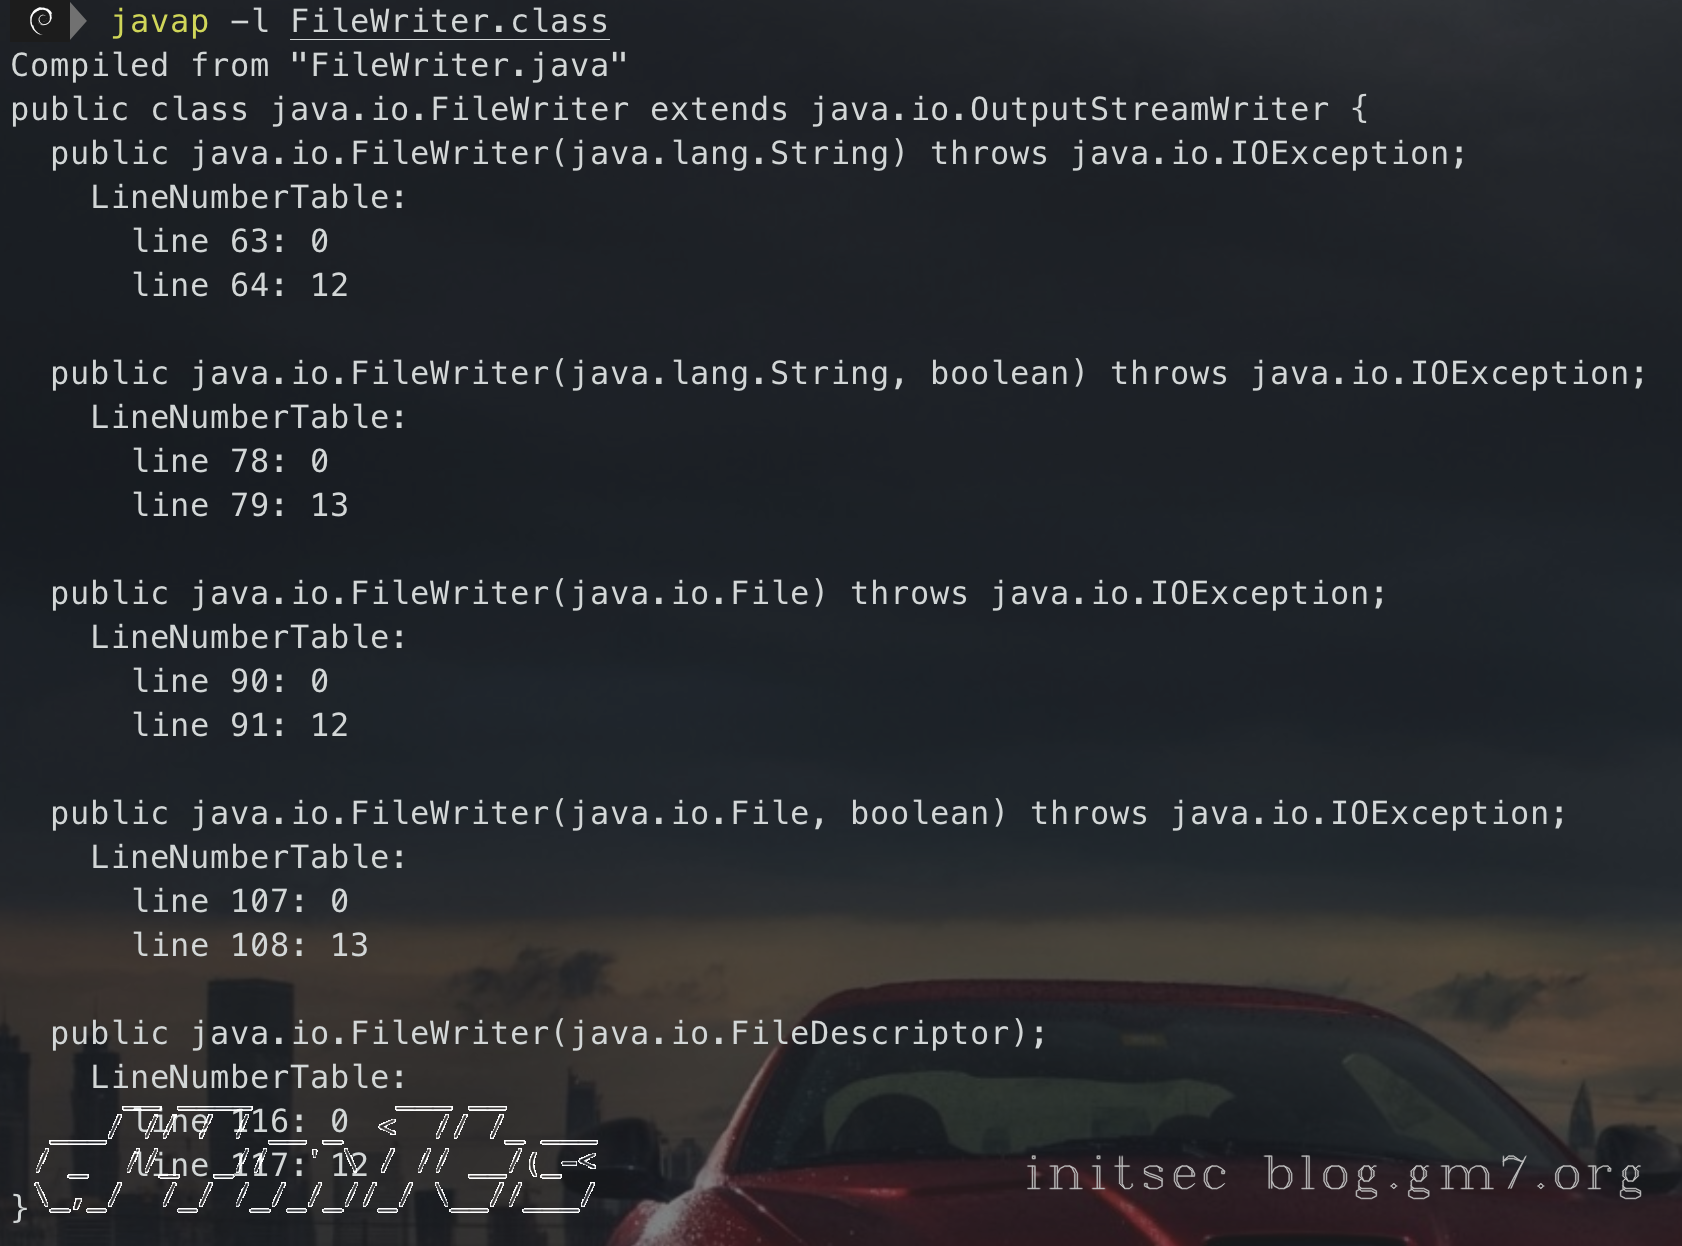 javap -l FileWriter.class
Compiled from "FileWriter.java"
public class java.io.FileWriter extends java.io.OutputStreamWriter {
  public java.io.FileWriter(java.lang.String) throws java.io.IOException;
    LineNumberTable:
      line 63: 0
      line 64: 12

  public java.io.FileWriter(java.lang.String, boolean) throws java.io.IOException;
    LineNumberTable:
      line 78: 0
      line 79: 13

  public java.io.FileWriter(java.io.File) throws java.io.IOException;
    LineNumberTable:
      line 90: 0
      line 91: 12

  public java.io.FileWriter(java.io.File, boolean) throws java.io.IOException;
    LineNumberTable:
      line 107: 0
      line 108: 13

  public java.io.FileWriter(java.io.FileDescriptor);
    LineNumberTable:
      line 116: 0
      line 117: 12
}
initsec blog.gm7.org